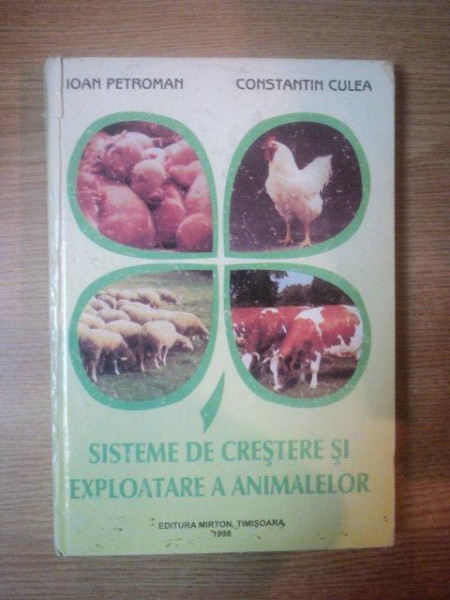 IOAN PETROMAN CONSTANTIN CULEA
SISTEME DE CREŞTERE ŞI
EXPLOATARE A ANIMALELOR
EDITURA MIRTON, TIMIŞOARA
1998